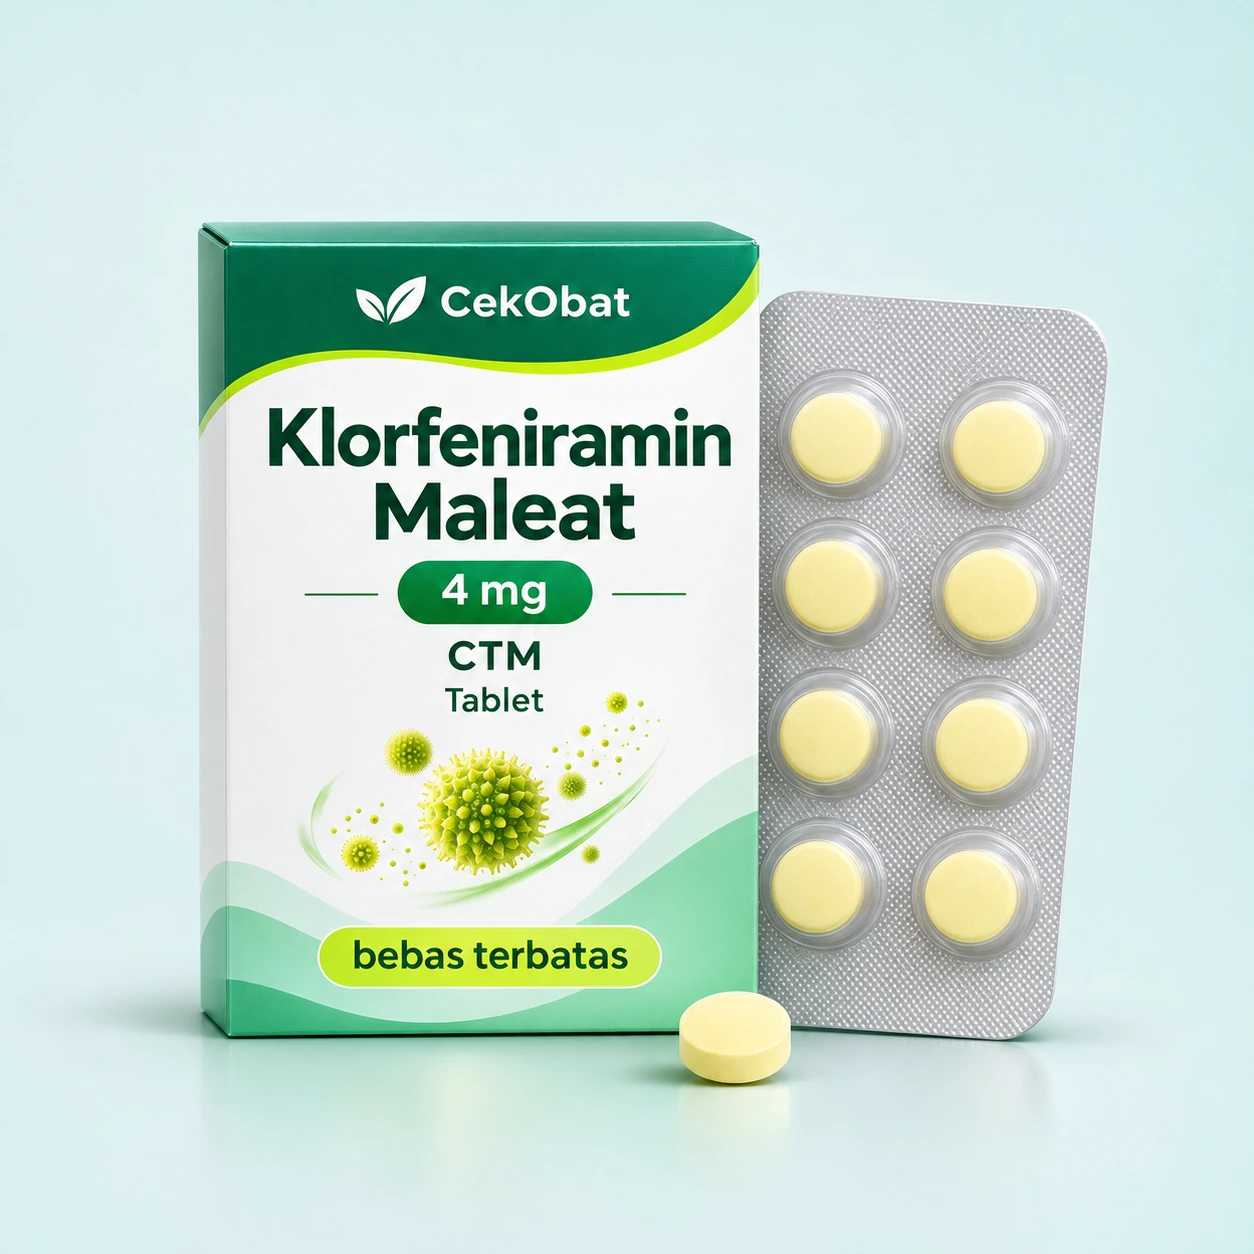 CekObat
Klorfeniramin
Maleat
4 mg
CTM
Tablet
bebas terbatas